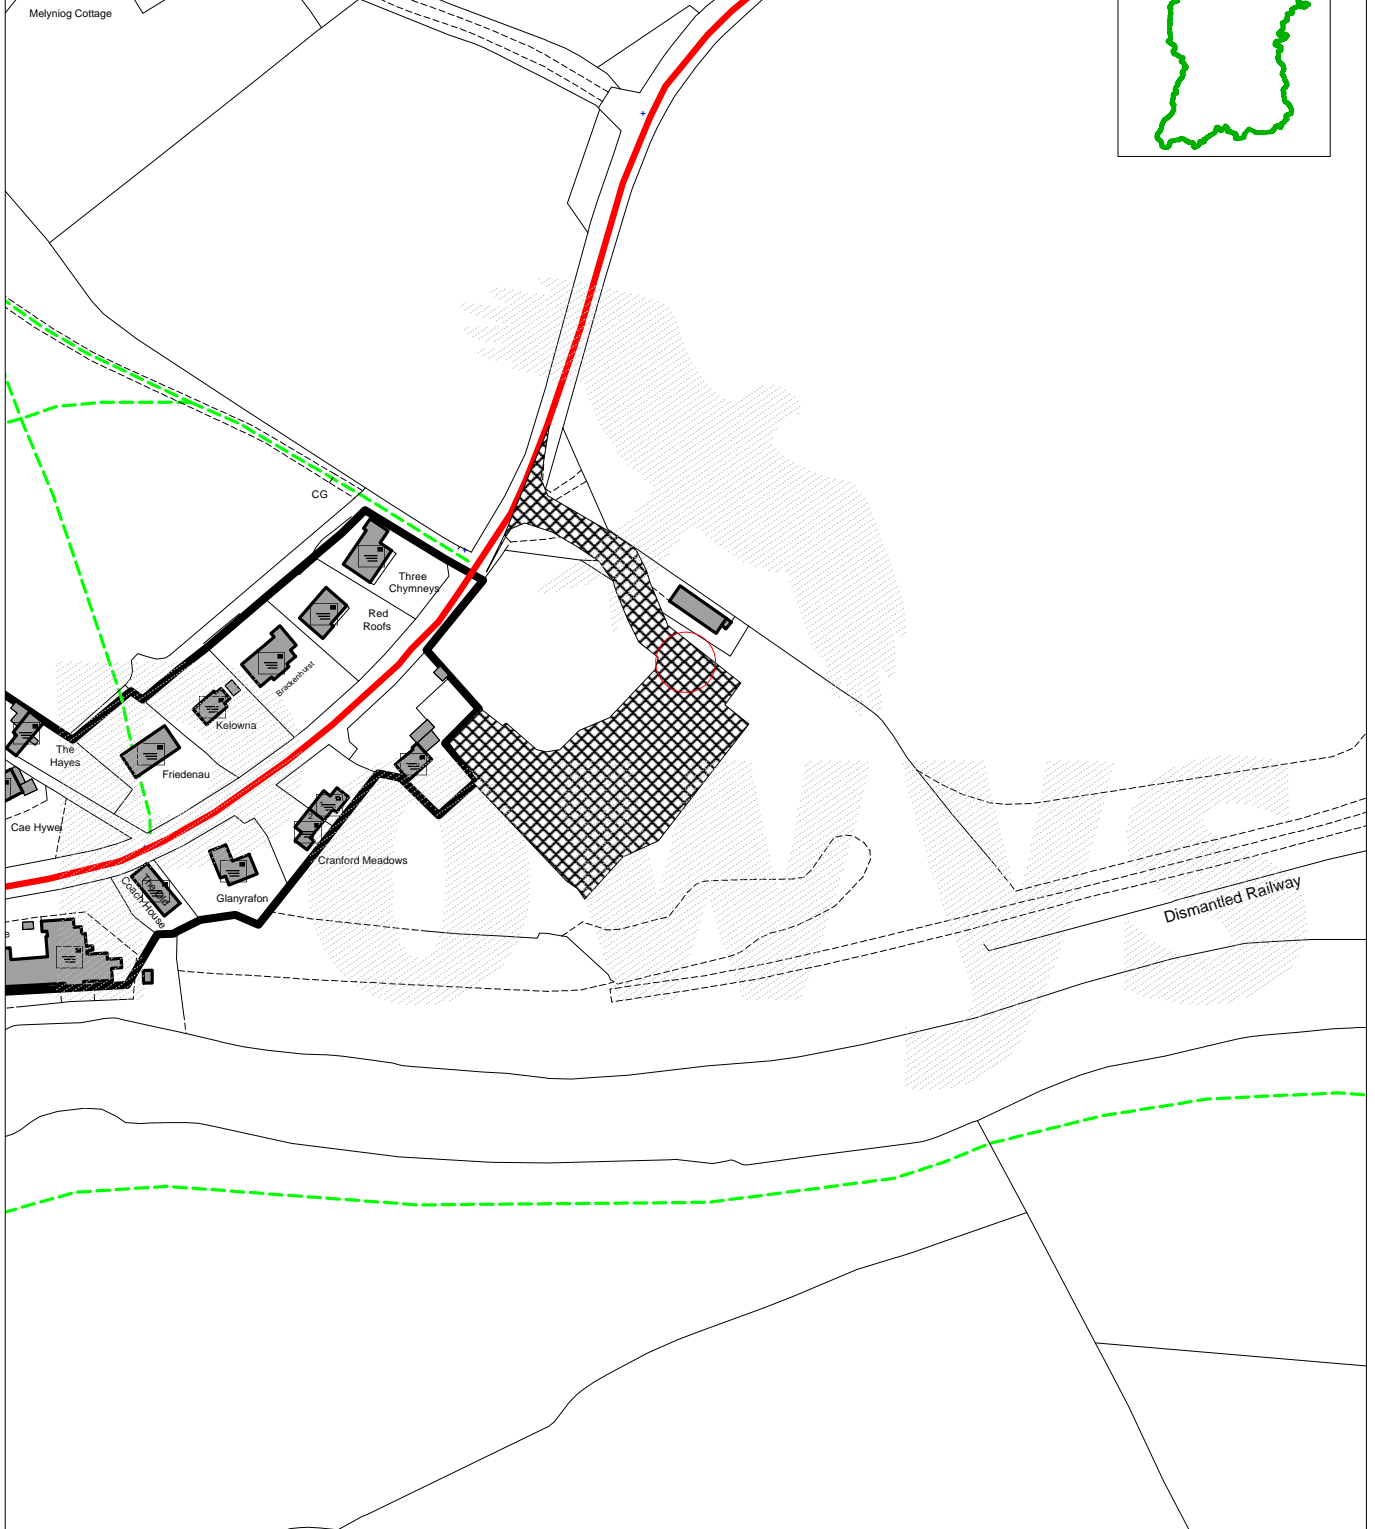 Melyniog Cottage
CG
Three
Chymneys
Red
Roofs
Brackenhurst
Kelowna
The
Hayes
Friedenau
Cae Hywel
Cranford Meadows
2
Glanyrafon
The Old
Coach House
e
Dismantled Railway